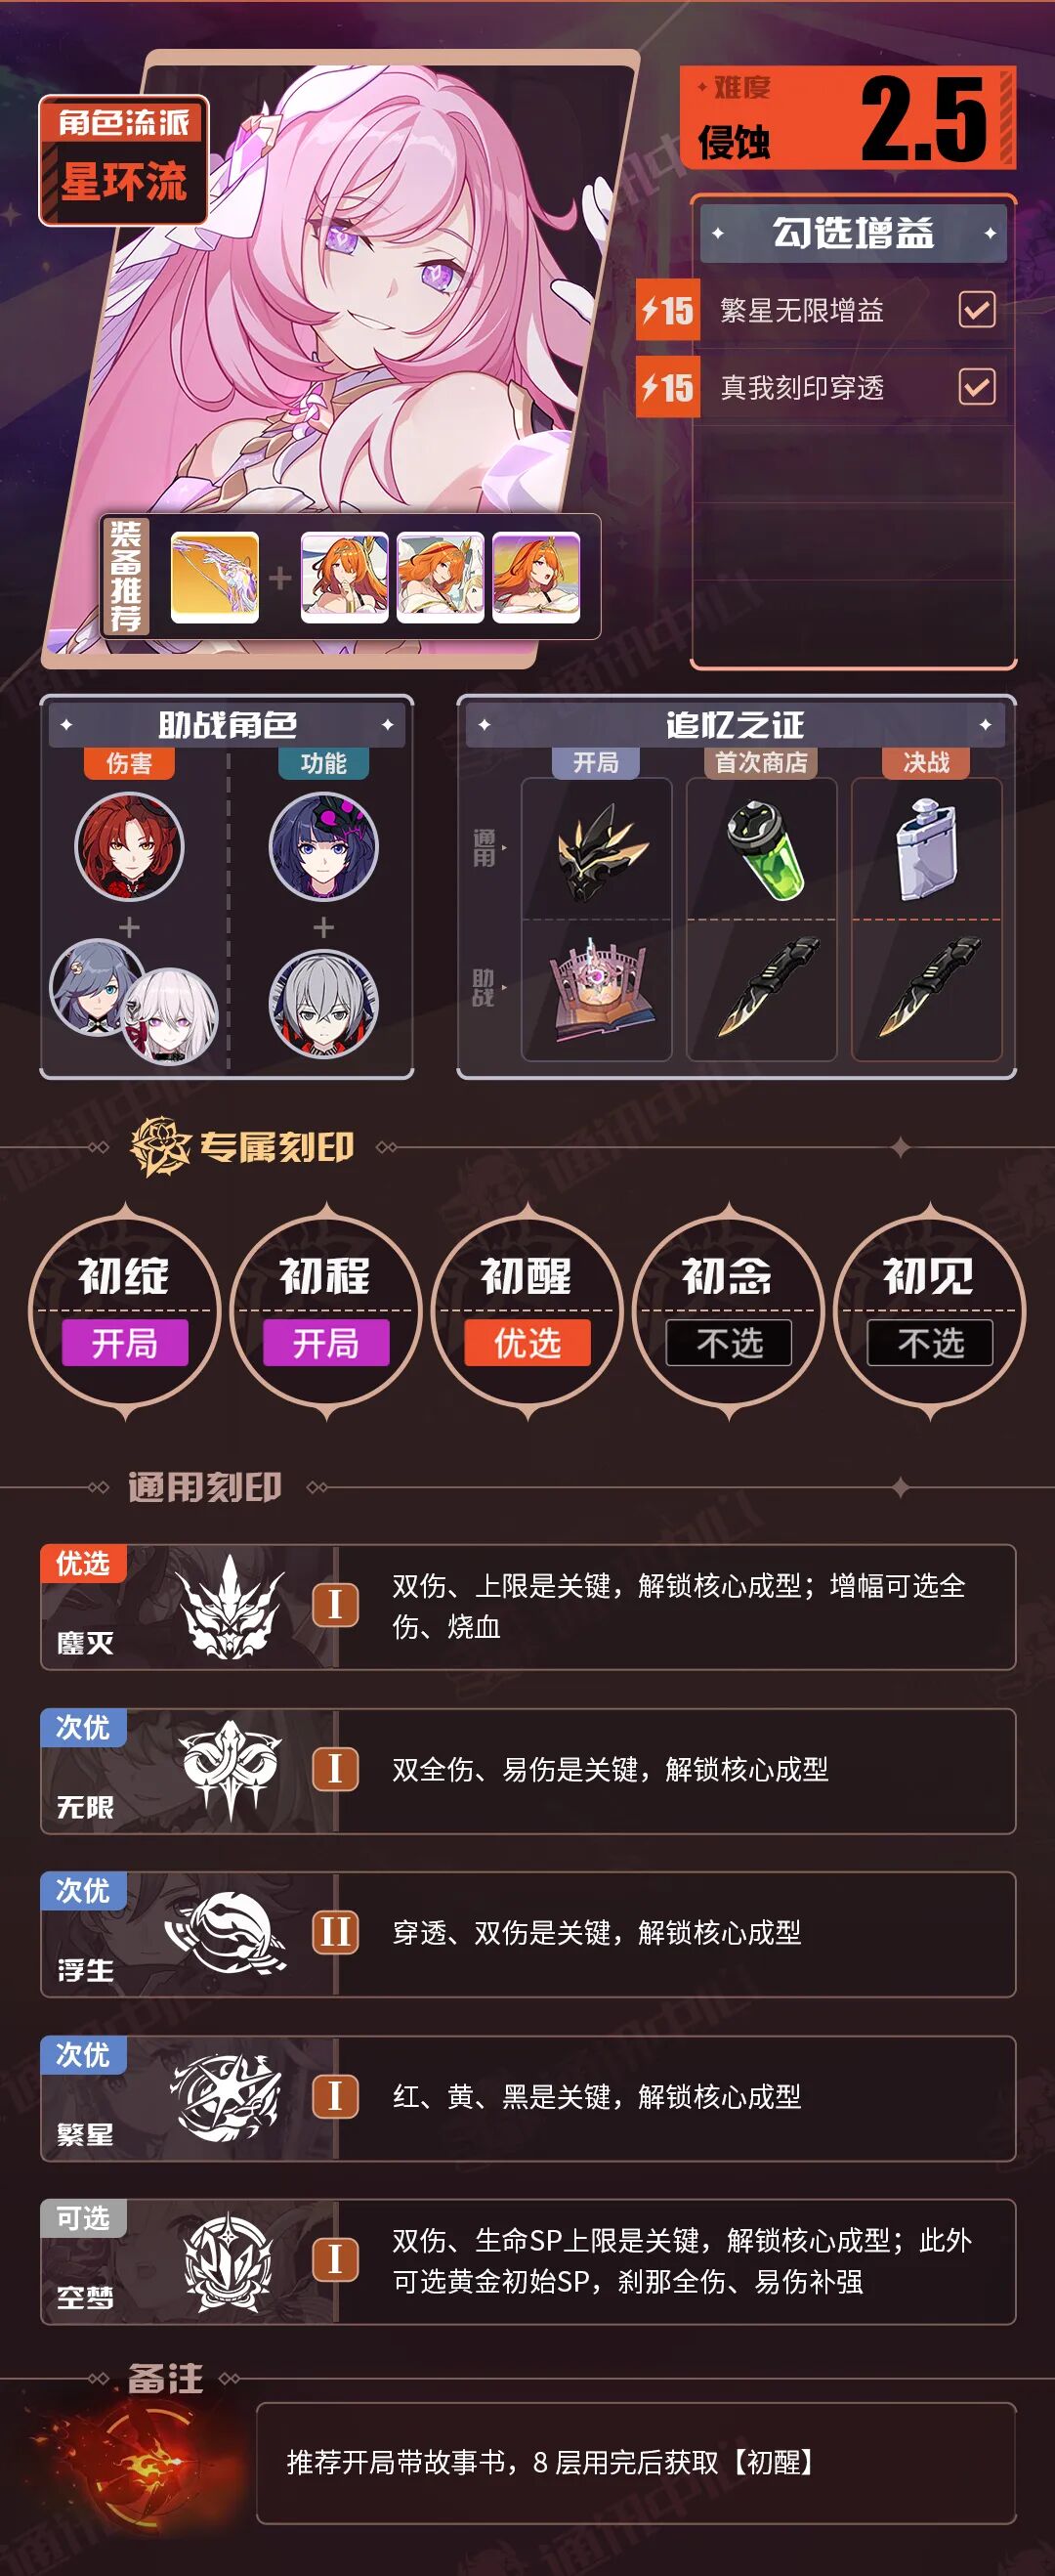 角色流派
星环流
难度
侵蚀
2.5
勾选增益
15 繁星无限增益
15 真我刻印穿透
装备推荐
助战角色
伤害
功能
追忆之证
开局
首次商店
决战
通用
助战
专属刻印
初绽
开局
初程
开局
初醒
优选
初念
不选
初见
不选
通用刻印
优选
鏖灭
I
双伤、上限是关键，解锁核心成型；增幅可选全
伤、烧血
次优
无限
I
双全伤、易伤是关键，解锁核心成型
次优
浮生
II
穿透、双伤是关键，解锁核心成型
次优
繁星
I
红、黄、黑是关键，解锁核心成型
可选
空梦
I
双伤、生命SP上限是关键，解锁核心成型；此外
可选黄金初始SP，刹那全伤、易伤补强
备注
推荐开局带故事书，8 层用完后获取【初醒】
通讯中心